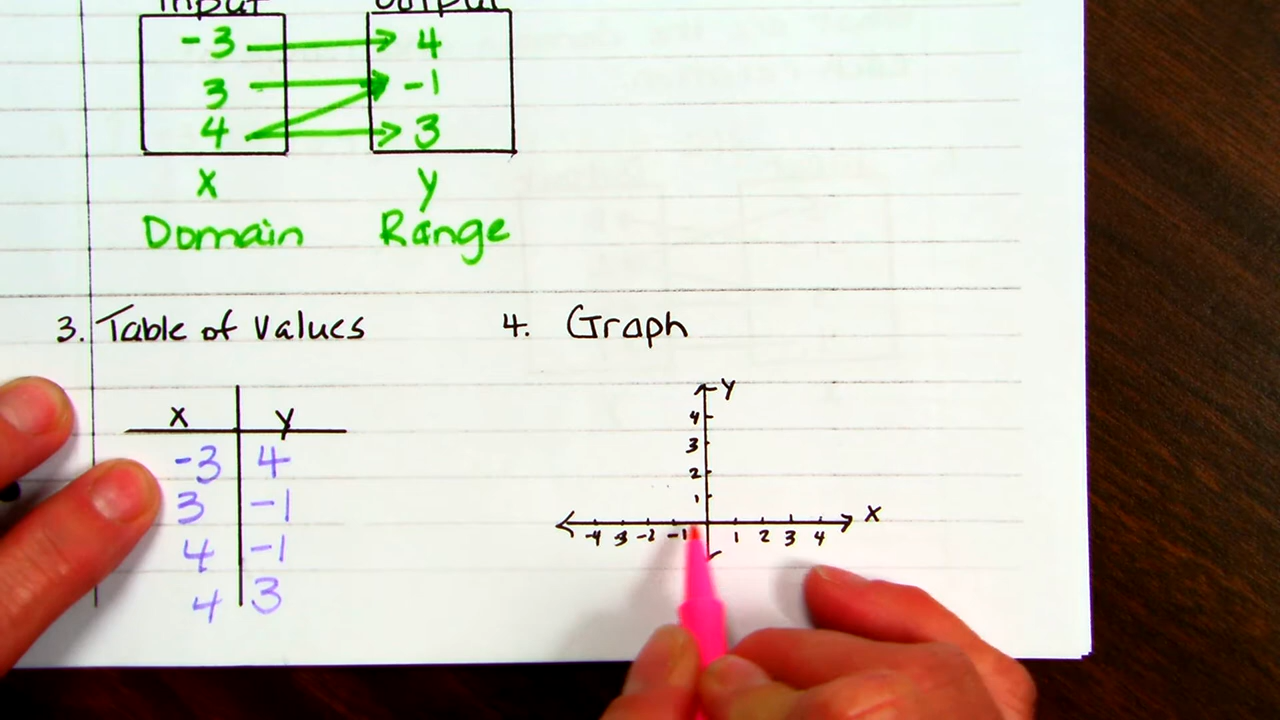 Input Output
-3 4
3 -1
4 3
x y
Domain Range
3. Table of Values
x y
-3 4
3 -1
4 -1
4 3
4. Graph
y
4
3
2
1
x
-4 -3 -2 -1 1 2 3 4